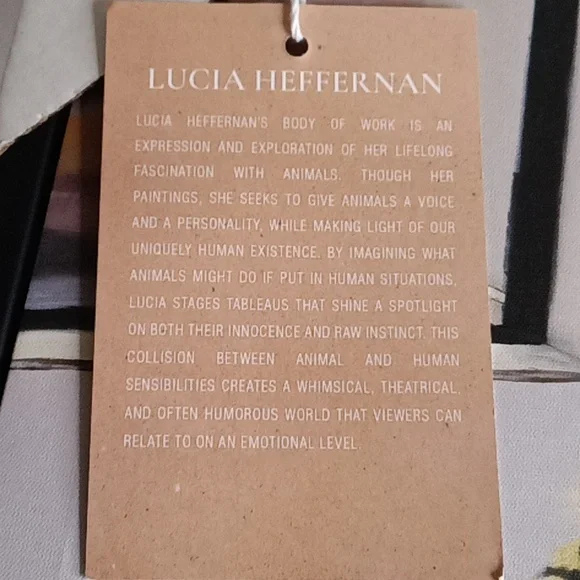 LUCIA HEFFERNAN
LUCIA HEFFERNAN'S BODY OF WORK IS AN
EXPRESSION AND EXPLORATION OF HER LIFELONG
FASCINATION WITH ANIMALS. THOUGH HER
PAINTINGS, SHE SEEKS TO GIVE ANIMALS A VOICE
AND A PERSONALITY, WHILE MAKING LIGHT OF OUR
UNIQUELY HUMAN EXISTENCE. BY IMAGINING WHAT
ANIMALS MIGHT DO IF PUT IN HUMAN SITUATIONS,
LUCIA STAGES TABLEAUS THAT SHINE A SPOTLIGHT
ON BOTH THEIR INNOCENCE AND RAW INSTINCT. THIS
COLLISION BETWEEN ANIMAL AND HUMAN
SENSIBILITIES CREATES A WHIMSICAL, THEATRICAL,
AND OFTEN HUMOROUS WORLD THAT VIEWERS CAN
RELATE TO ON AN EMOTIONAL LEVEL.